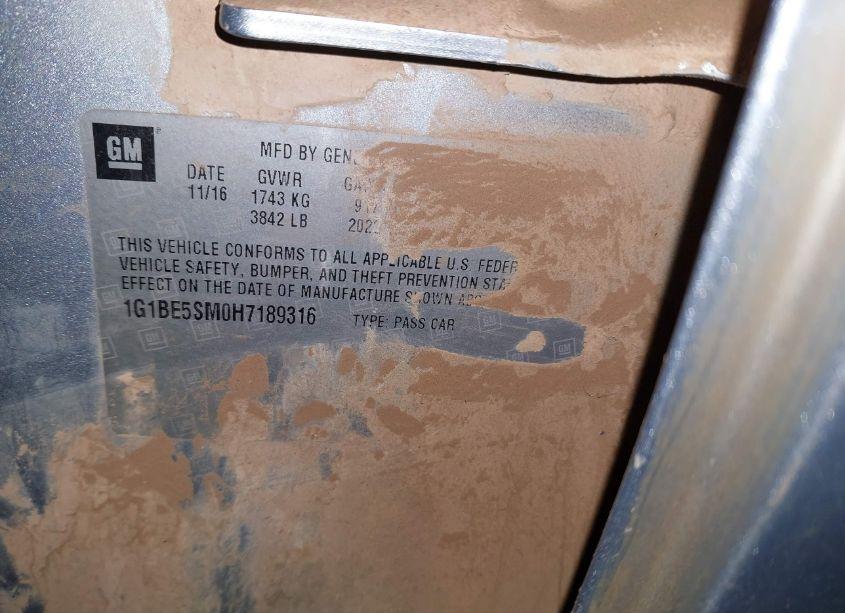 GM
MFD BY
DATE GVWR
11/16 1743 KG
3842 LB
THIS VEHICLE CONFORMS TO ALL APPLICABLE U.S. FEDER
VEHICLE SAFETY, BUMPER, AND THEFT PREVENTION STA
EFFECT ON THE DATE OF MANUFACTURE SHOWN
1G1BE5SM0H7189316 TYPE: PASS CAR